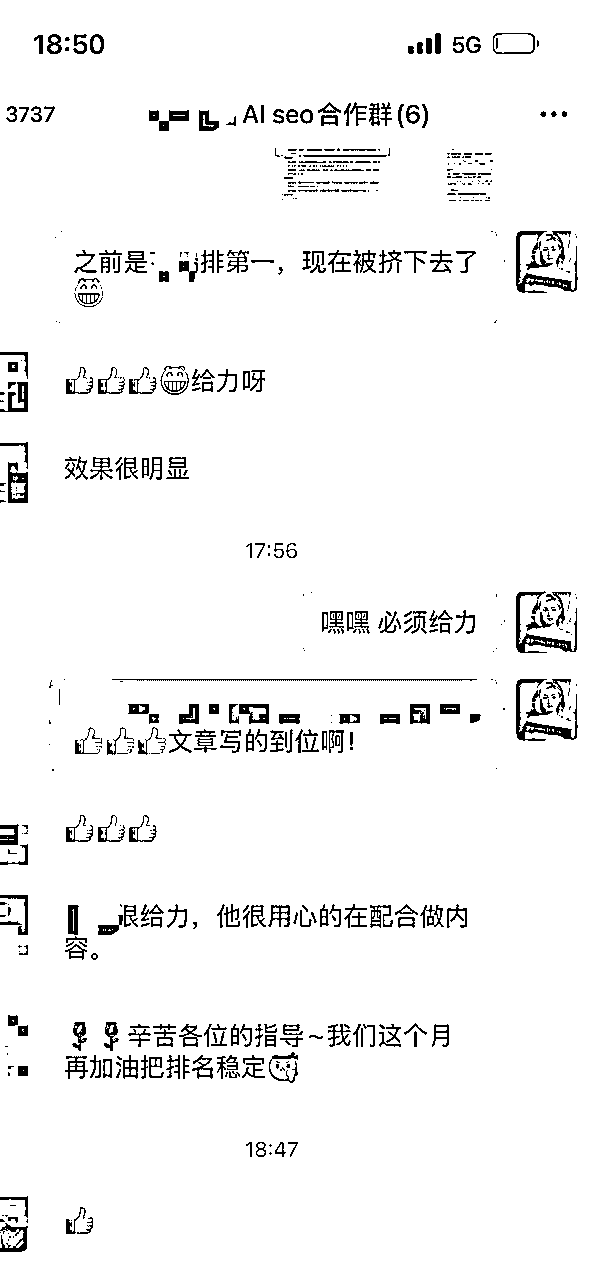 18:50
5G
3737
AI seo合作群(6)
之前是 排第一，现在被挤下去了
😁
👍👍👍😁给力呀
效果很明显
17:56
嘿嘿 必须给力
👍👍👍文章写的到位啊！
👍👍👍
很给力，他很用心的在配合做内
容。
🌹🌹辛苦各位的指导~我们这个月
再加油把排名稳定
18:47
👍